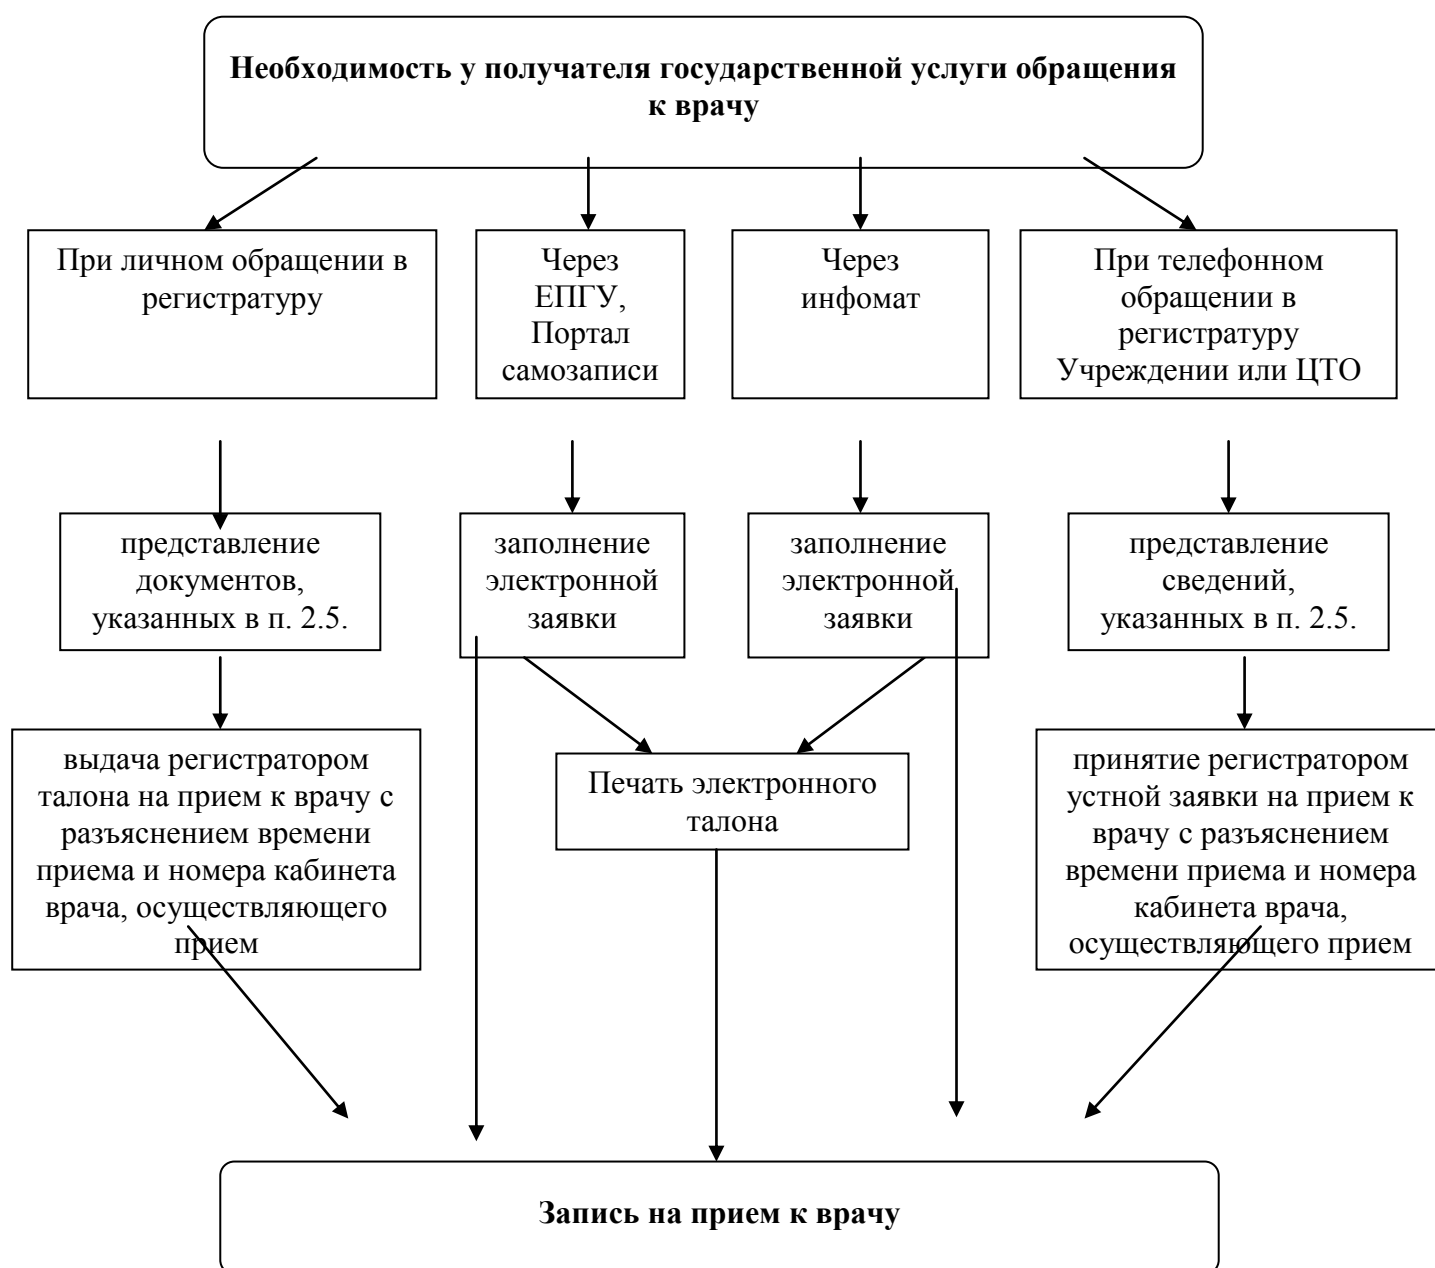 Необходимость у получателя государственной услуги обращения
к врачу
При личном обращении в
регистратуру
Через
ЕПГУ,
Портал
самозаписи
Через
инфомат
При телефонном
обращении в
регистратуру
Учреждении или ЦТО
представление
документов,
указанных в п. 2.5.
заполнение
электронной
заявки
заполнение
электронной
заявки
представление
сведений,
указанных в п. 2.5.
выдача регистратором
талона на прием к врачу с
разъяснением времени
приема и номера кабинета
врача, осуществляющего
прием
Печать электронного
талона
принятие регистратором
устной заявки на прием к
врачу с разъяснением
времени приема и номера
кабинета врача,
осуществляющего прием
Запись на прием к врачу